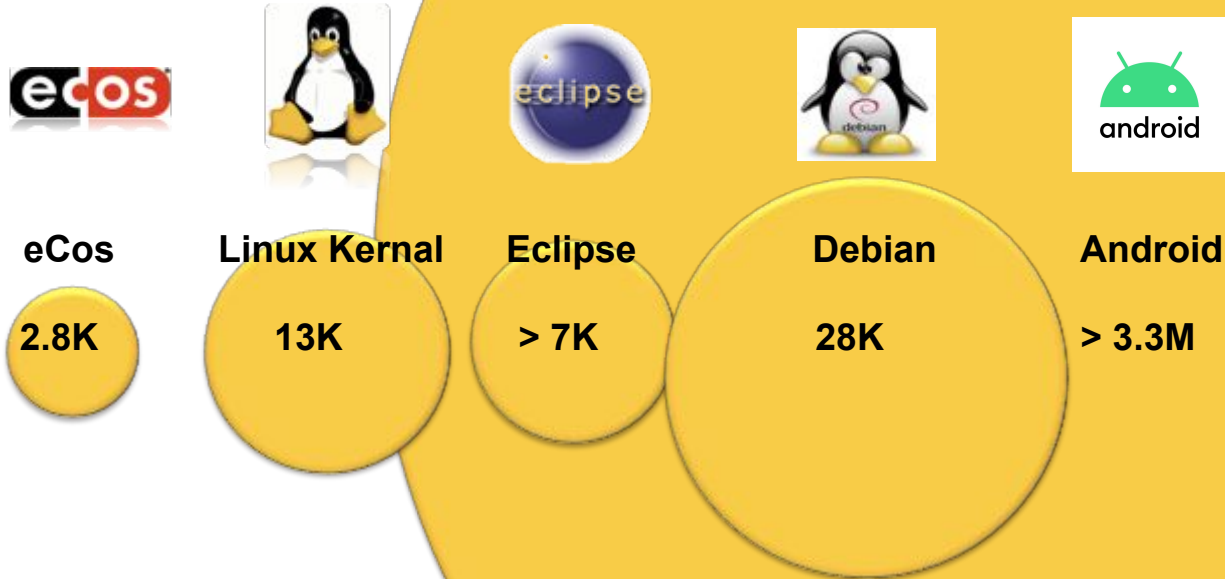 ecos
eclipse
debian
android
eCos
Linux Kernal
Eclipse
Debian
Android
2.8K
13K
> 7K
28K
> 3.3M